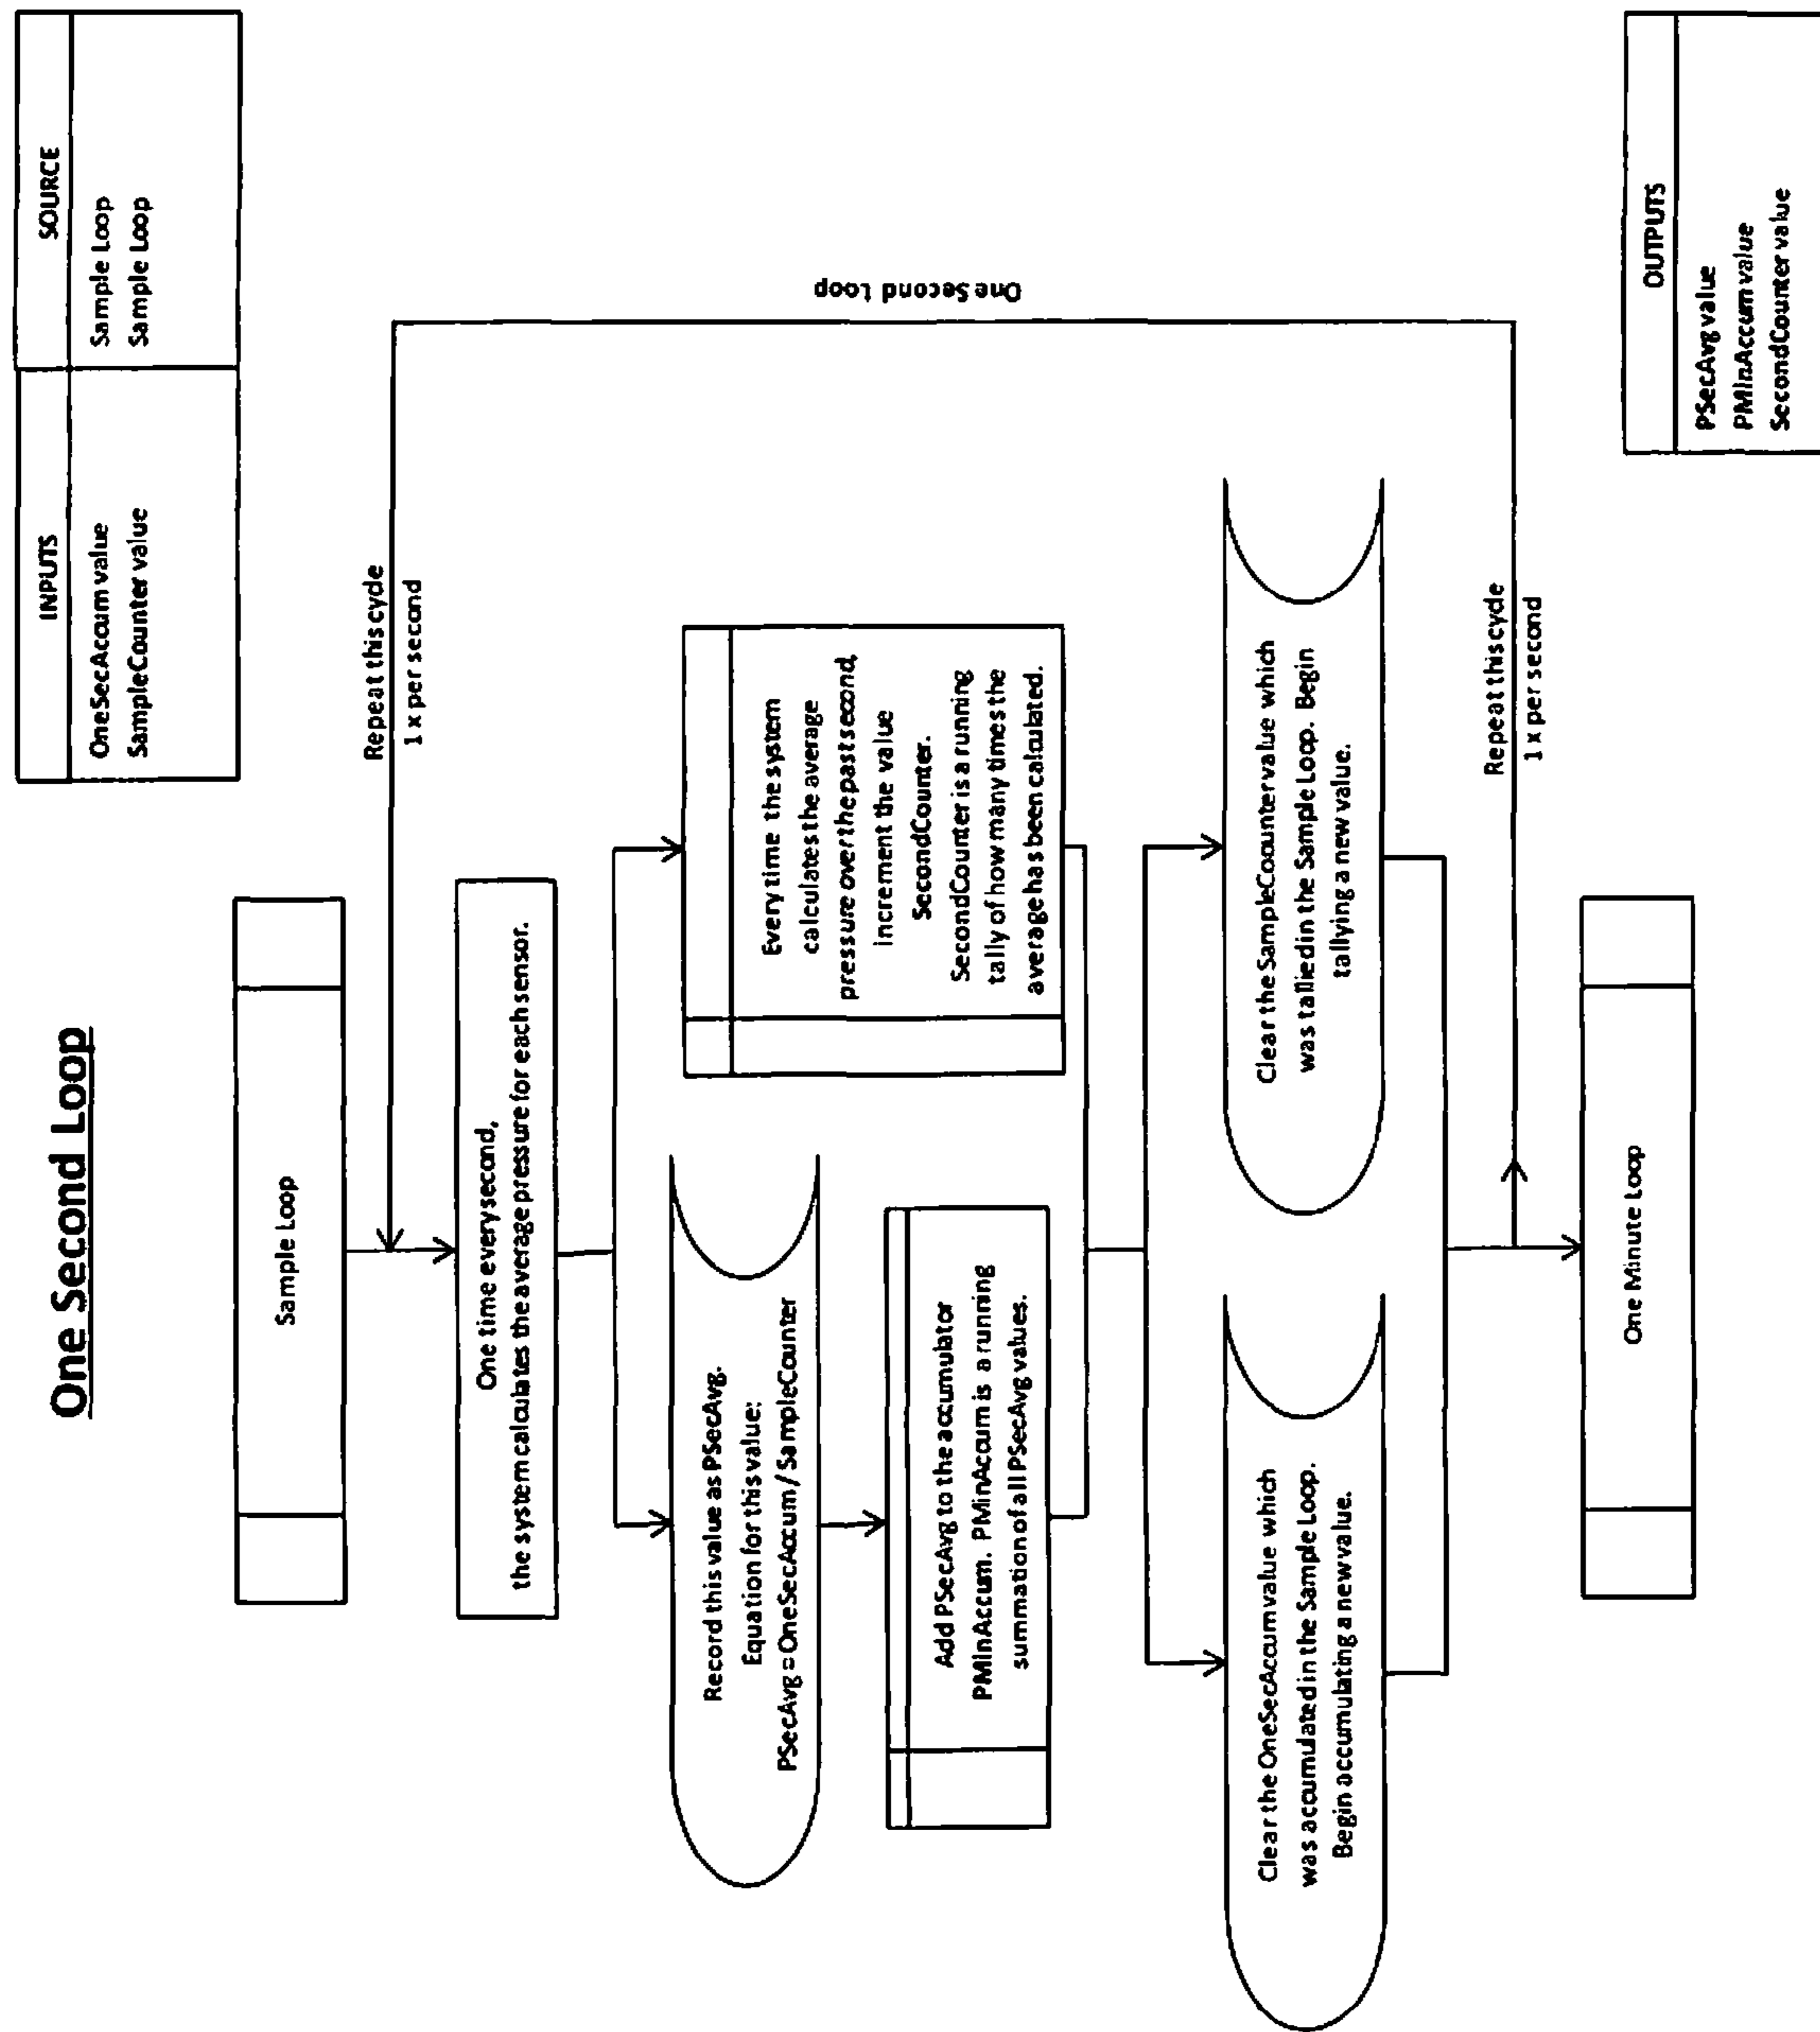 One Second Loop
INPUTS
SOURCE
OneSecAccum value
Sample Loop
SampleCounter value
Sample Loop
Sample Loop
Repeat this cycle
1 x per second
One time every second,
the system calculates the average pressure for each sensor.
Record this value as PSecAvg.
Equation for this value:
PSecAvg = OneSecAccum / SampleCounter
Every time the system
calculates the average
pressure over the past second,
increment the value
SecondCounter.
SecondCounter is a running
tally of how many times the
average has been calculated.
Add PSecAvg to the accumulator
PMinAccum. PMinAccum is a running
summation of all PSecAvg values.
One Second Loop
Clear the OneSecAccum value which
was accumulated in the Sample Loop.
Begin accumulating a new value.
Clear the SampleCoounter value which
was tallied in the Sample Loop. Begin
tallying a new value.
Repeat this cycle
1 x per second
One Minute Loop
OUTPUTS
PSecAvg value
PMinAccum value
SecondCounter value